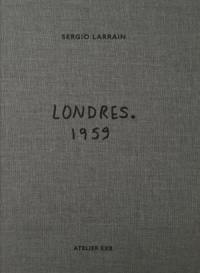 SERGIO LARRAIN
LONDRES.
1959
ATELIER EXB